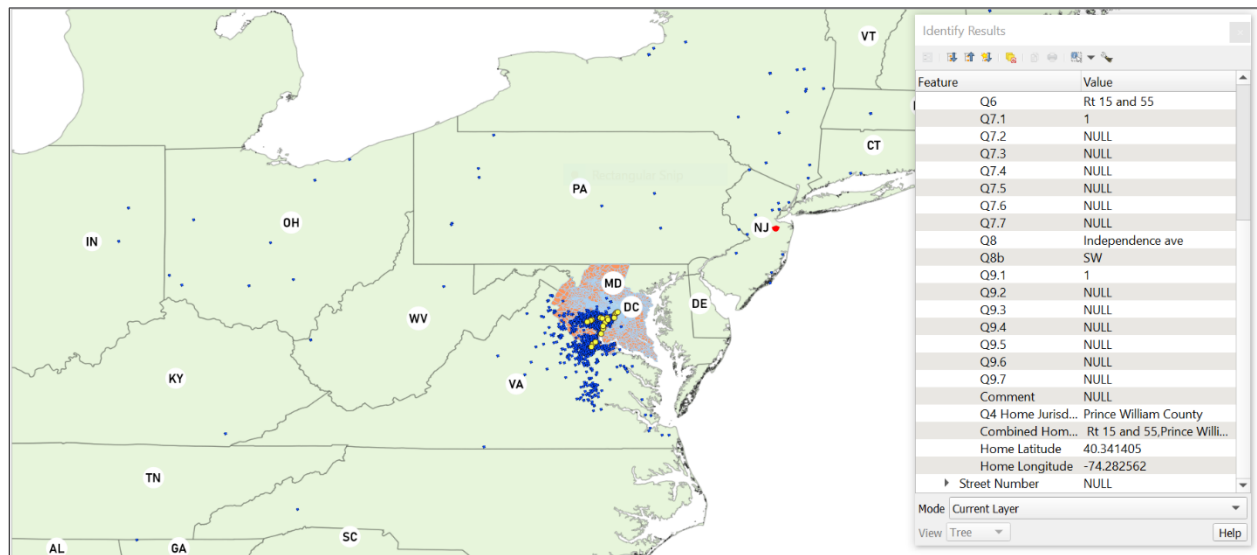 VT
CT
PA
NJ
OH
IN
MD
DC
DE
WV
VA
KY
TN
SC
AL
GA
Identify Results
Feature Value
Q6 Rt 15 and 55
Q7.1 1
Q7.2 NULL
Q7.3 NULL
Q7.4 NULL
Q7.5 NULL
Q7.6 NULL
Q7.7 NULL
Q8 Independence ave
Q8b SW
Q9.1 1
Q9.2 NULL
Q9.3 NULL
Q9.4 NULL
Q9.5 NULL
Q9.6 NULL
Q9.7 NULL
Comment NULL
Q4 Home Jurisd... Prince William County
Combined Hom... Rt 15 and 55,Prince Willi...
Home Latitude 40.341405
Home Longitude -74.282562
Street Number NULL
Mode Current Layer
View Tree Help